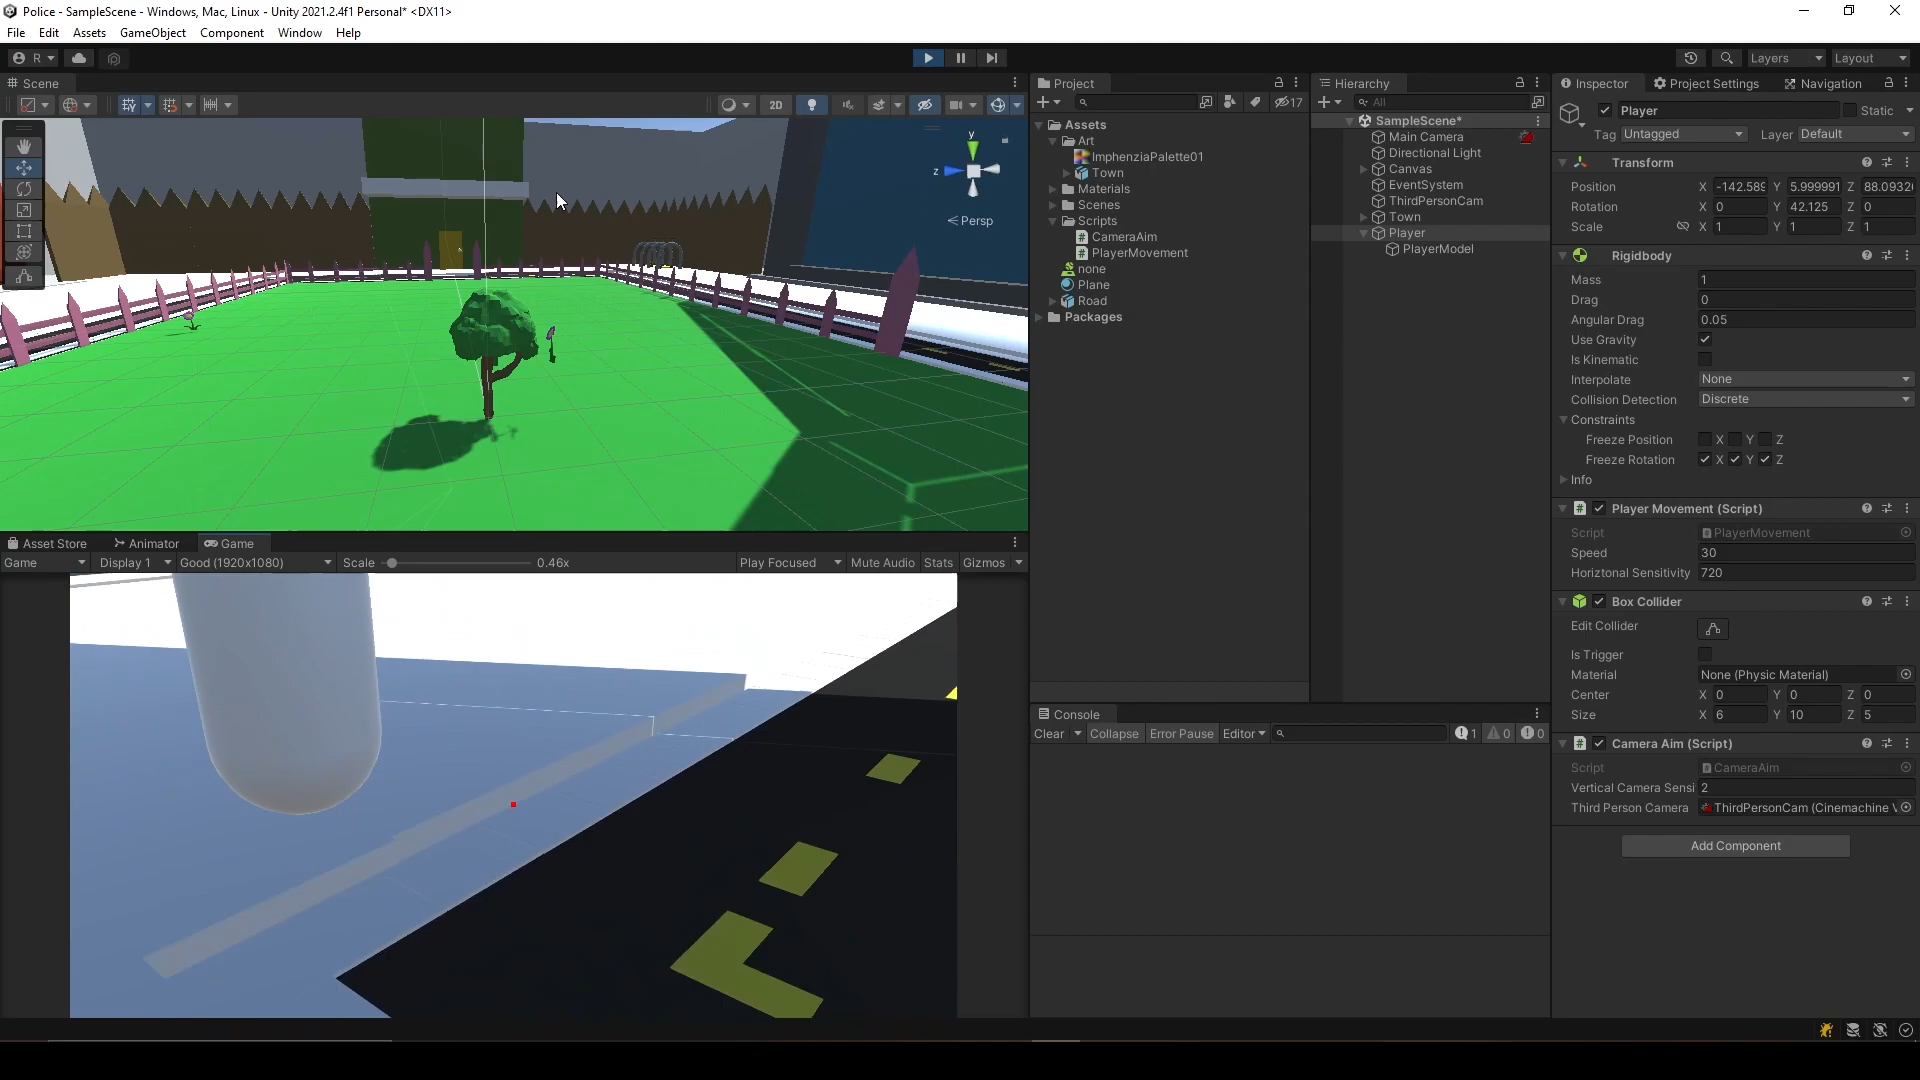 Police - SampleScene - Windows, Mac, Linux - Unity 2021.2.4f1 Personal* <DX11>
File Edit Assets GameObject Component Window Help
R
Layers
Layout
Scene
2D
y
z
Persp
Asset Store
Animator
Game
Game
Display 1
Good (1920x1080)
Scale
0.46x
Play Focused
Mute Audio
Stats
Gizmos
Project
17
Assets
Art
ImphenziaPalette01
Town
Materials
Scenes
Scripts
CameraAim
PlayerMovement
none
Plane
Road
Packages
Hierarchy
All
SampleScene*
Main Camera
Directional Light
Canvas
EventSystem
ThirdPersonCam
Town
Player
PlayerModel
Console
Clear
Collapse
Error Pause
Editor
1
0
0
Inspector
Project Settings
Navigation
Player
Static
Tag Untagged
Layer Default
Transform
Position X -142.589 Y 5.999991 Z 88.0932
Rotation X 0 Y 42.125 Z 0
Scale X 1 Y 1 Z 1
Rigidbody
Mass 1
Drag 0
Angular Drag 0.05
Use Gravity
Is Kinematic
Interpolate None
Collision Detection Discrete
Constraints
Freeze Position X Y Z
Freeze Rotation X Y Z
Info
Player Movement (Script)
Script PlayerMovement
Speed 30
Horiztonal Sensitivity 720
Box Collider
Edit Collider
Is Trigger
Material None (Physic Material)
Center X 0 Y 0 Z 0
Size X 6 Y 10 Z 5
Camera Aim (Script)
Script CameraAim
Vertical Camera Sensi 2
Third Person Camera ThirdPersonCam (Cinemachine V
Add Component